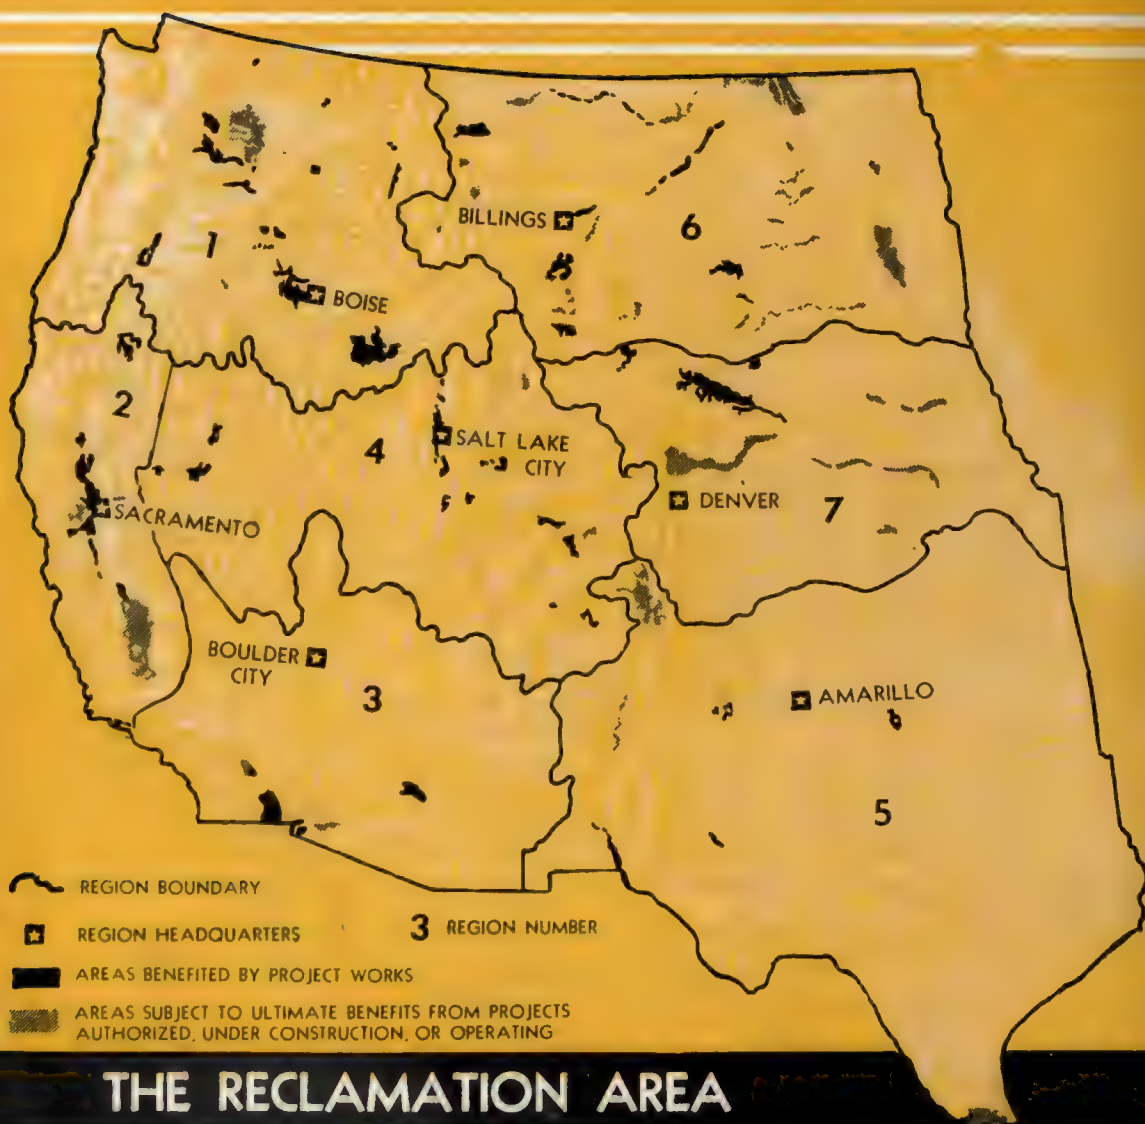 BILLINGS
6
1
BOISE
2
4
SALT LAKE
CITY
SACRAMENTO
DENVER
7
BOULDER
CITY
3
AMARILLO
5
REGION BOUNDARY
REGION HEADQUARTERS
3 REGION NUMBER
AREAS BENEFITED BY PROJECT WORKS
AREAS SUBJECT TO ULTIMATE BENEFITS FROM PROJECTS
AUTHORIZED, UNDER CONSTRUCTION, OR OPERATING
THE RECLAMATION AREA